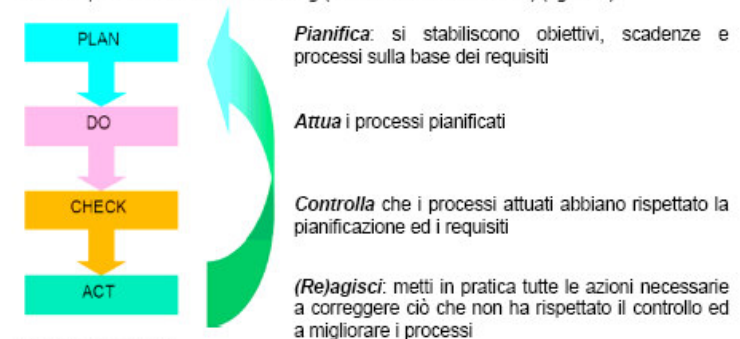 PLAN
Pianifica: si stabiliscono obiettivi, scadenze e
processi sulla base dei requisiti
DO
Attua i processi pianificati
CHECK
Controlla che i processi attuati abbiano rispettato la
pianificazione ed i requisiti
ACT
(Re)agisci: metti in pratica tutte le azioni necessarie
a correggere ciò che non ha rispettato il controllo ed
a migliorare i processi